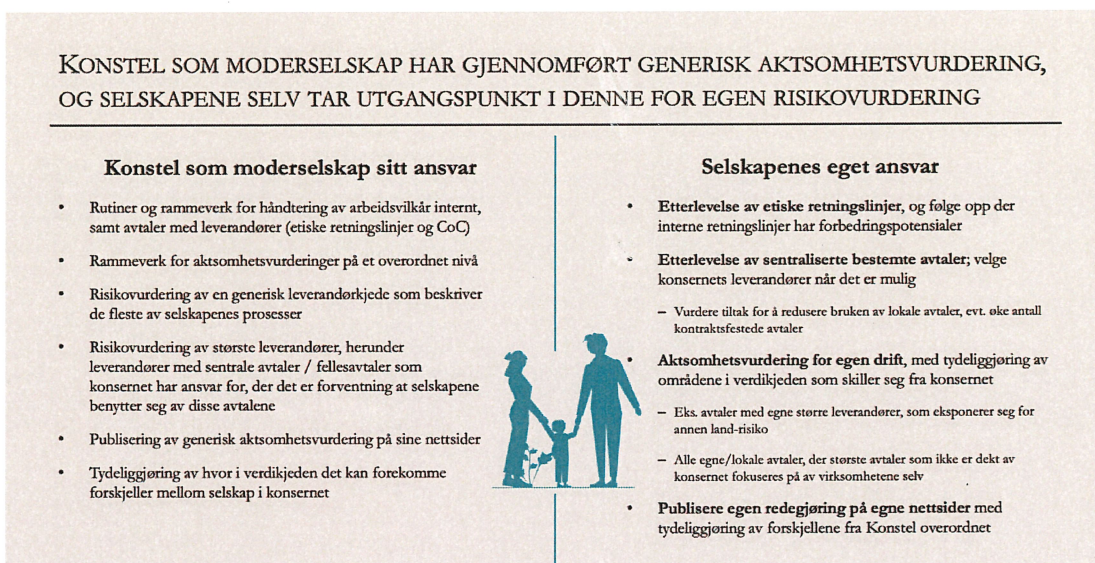 KONSTEL SOM MODERSELSKAP HAR GJENNOMFØRT GENERISK AKTSOMHETSVURDERING,
OG SELSKAPENE SELV TAR UTGANGSPUNKT I DENNE FOR EGEN RISIKOVURDERING
Konstel som moderselskap sitt ansvar
• Rutiner og rammeverk for håndtering av arbeidsvilkår internt,
samt avtaler med leverandører (etiske retningslinjer og CoC)
• Rammeverk for aktsomhetsvurderinger på et overordnet nivå
• Risikovurdering av en generisk leverandørkjede som beskriver
de fleste av selskapenes prosesser
• Risikovurdering av største leverandører, herunder
leverandører med sentrale avtaler / fellesavtaler som
konsernet har ansvar for, der det er forventning at selskapene
benytter seg av disse avtalene
• Publisering av generisk aktsomhetsvurdering på sine nettsider
• Tydeliggjøring av hvor i verdikjeden det kan forekomme
forskjeller mellom selskap i konsernet
Selskapenes eget ansvar
• Etterlevelse av etiske retningslinjer, og følge opp der
interne retningslinjer har forbedringspotensialer
• Etterlevelse av sentraliserte bestemte avtaler; velge
konsernets leverandører når det er mulig
– Vurdere tiltak for å redusere bruken av lokale avtaler, evt. øke antall
kontraktsfestede avtaler
• Aktsomhetsvurdering for egen drift, med tydeliggjøring av
områdene i verdikjeden som skiller seg fra konsernet
– Eks. avtaler med egne større leverandører, som eksponerer seg for
annen land-risiko
– Alle egne/lokale avtaler, der største avtaler som ikke er dekt av
konsernet fokuseres på av virksomhetene selv
• Publisere egen redegjøring på egne nettsider med
tydeliggjøring av forskjellene fra Konstel overordnet